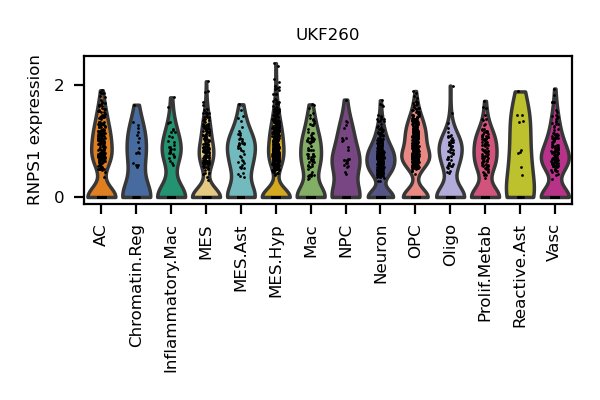 UKF260
RNPS1 expression
2
0
AC
Chromatin.Reg
Inflammatory.Mac
MES
MES.Ast
MES.Hyp
Mac
NPC
Neuron
OPC
Oligo
Prolif.Metab
Reactive.Ast
Vasc